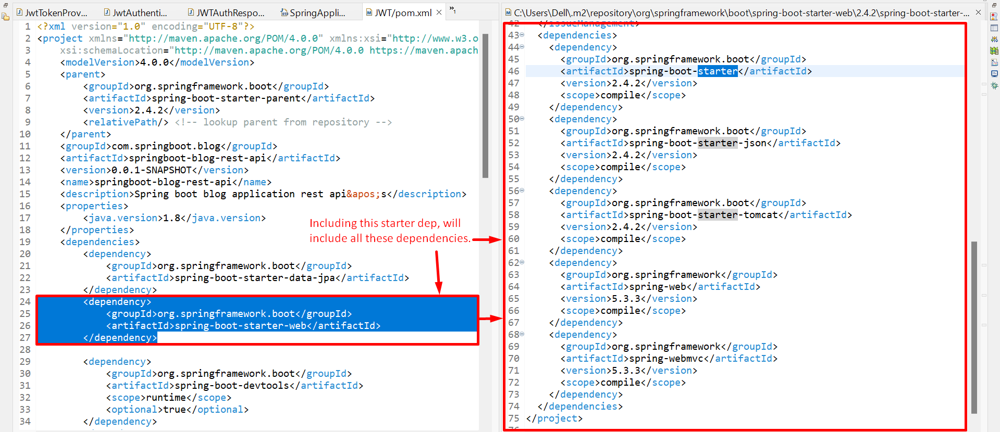 JwtTokenProv...
JwtAuthenti...
JWTAuthRespo...
SpringAppli...
JWT/pom.xml
»1
1 <?xml version="1.0" encoding="UTF-8"?>
2 <project xmlns="http://maven.apache.org/POM/4.0.0" xmlns:xsi="http://www.w3.o
3 xsi:schemaLocation="http://maven.apache.org/POM/4.0.0 https://maven.apach
4 <modelVersion>4.0.0</modelVersion>
5 <parent>
6 <groupId>org.springframework.boot</groupId>
7 <artifactId>spring-boot-starter-parent</artifactId>
8 <version>2.4.2</version>
9 <relativePath/> <!-- lookup parent from repository -->
10 </parent>
11 <groupId>com.springboot.blog</groupId>
12 <artifactId>springboot-blog-rest-api</artifactId>
13 <version>0.0.1-SNAPSHOT</version>
14 <name>springboot-blog-rest-api</name>
15 <description>Spring boot blog application rest api&apos;s</description>
16 <properties>
17 <java.version>1.8</java.version>
18 </properties>
19 <dependencies>
20 <dependency>
21 <groupId>org.springframework.boot</groupId>
22 <artifactId>spring-boot-starter-data-jpa</artifactId>
23 </dependency>
24 <dependency>
25 <groupId>org.springframework.boot</groupId>
26 <artifactId>spring-boot-starter-web</artifactId>
27 </dependency>
28
29 <dependency>
30 <groupId>org.springframework.boot</groupId>
31 <artifactId>spring-boot-devtools</artifactId>
32 <scope>runtime</scope>
33 <optional>true</optional>
34 </dependency>
Including this starter dep, will
include all these dependencies.
C:\Users\Dell\.m2\repository\org\springframework\boot\spring-boot-starter-web\2.4.2\spring-boot-starter-...
42 </issueManagement>
43 <dependencies>
44 <dependency>
45 <groupId>org.springframework.boot</groupId>
46 <artifactId>spring-boot-starter</artifactId>
47 <version>2.4.2</version>
48 <scope>compile</scope>
49 </dependency>
50 <dependency>
51 <groupId>org.springframework.boot</groupId>
52 <artifactId>spring-boot-starter-json</artifactId>
53 <version>2.4.2</version>
54 <scope>compile</scope>
55 </dependency>
56 <dependency>
57 <groupId>org.springframework.boot</groupId>
58 <artifactId>spring-boot-starter-tomcat</artifactId>
59 <version>2.4.2</version>
60 <scope>compile</scope>
61 </dependency>
62 <dependency>
63 <groupId>org.springframework</groupId>
64 <artifactId>spring-web</artifactId>
65 <version>5.3.3</version>
66 <scope>compile</scope>
67 </dependency>
68 <dependency>
69 <groupId>org.springframework</groupId>
70 <artifactId>spring-webmvc</artifactId>
71 <version>5.3.3</version>
72 <scope>compile</scope>
73 </dependency>
74 </dependencies>
75 </project>